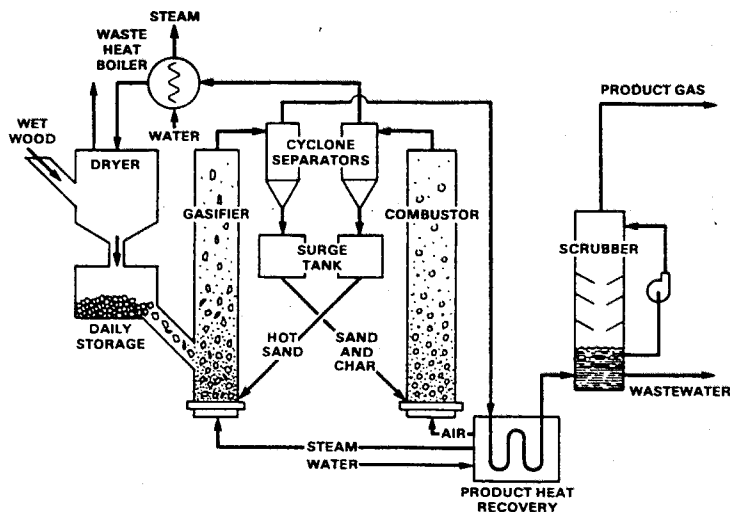 STEAM
WASTE
HEAT
BOILER
PRODUCT GAS
WET
WOOD
WATER
DRYER
CYCLONE
SEPARATORS
GASIFIER
COMBUSTOR
SCRUBBER
SURGE
TANK
DAILY
STORAGE
HOT
SAND
SAND
AND
CHAR
WASTEWATER
AIR
STEAM
WATER
PRODUCT HEAT
RECOVERY